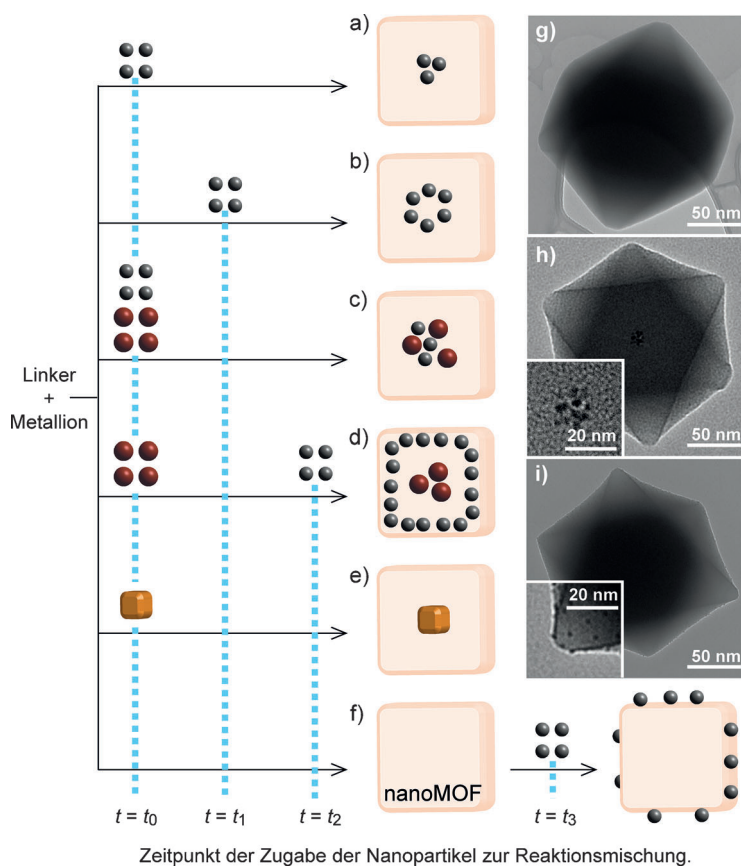 a)
b)
c)
d)
e)
f)
Linker
+
Metallion
nanoMOF
t = t0
t = t1
t = t2
t = t3
g)
50 nm
h)
20 nm
50 nm
i)
20 nm
50 nm
Zeitpunkt der Zugabe der Nanopartikel zur Reaktionsmischung.